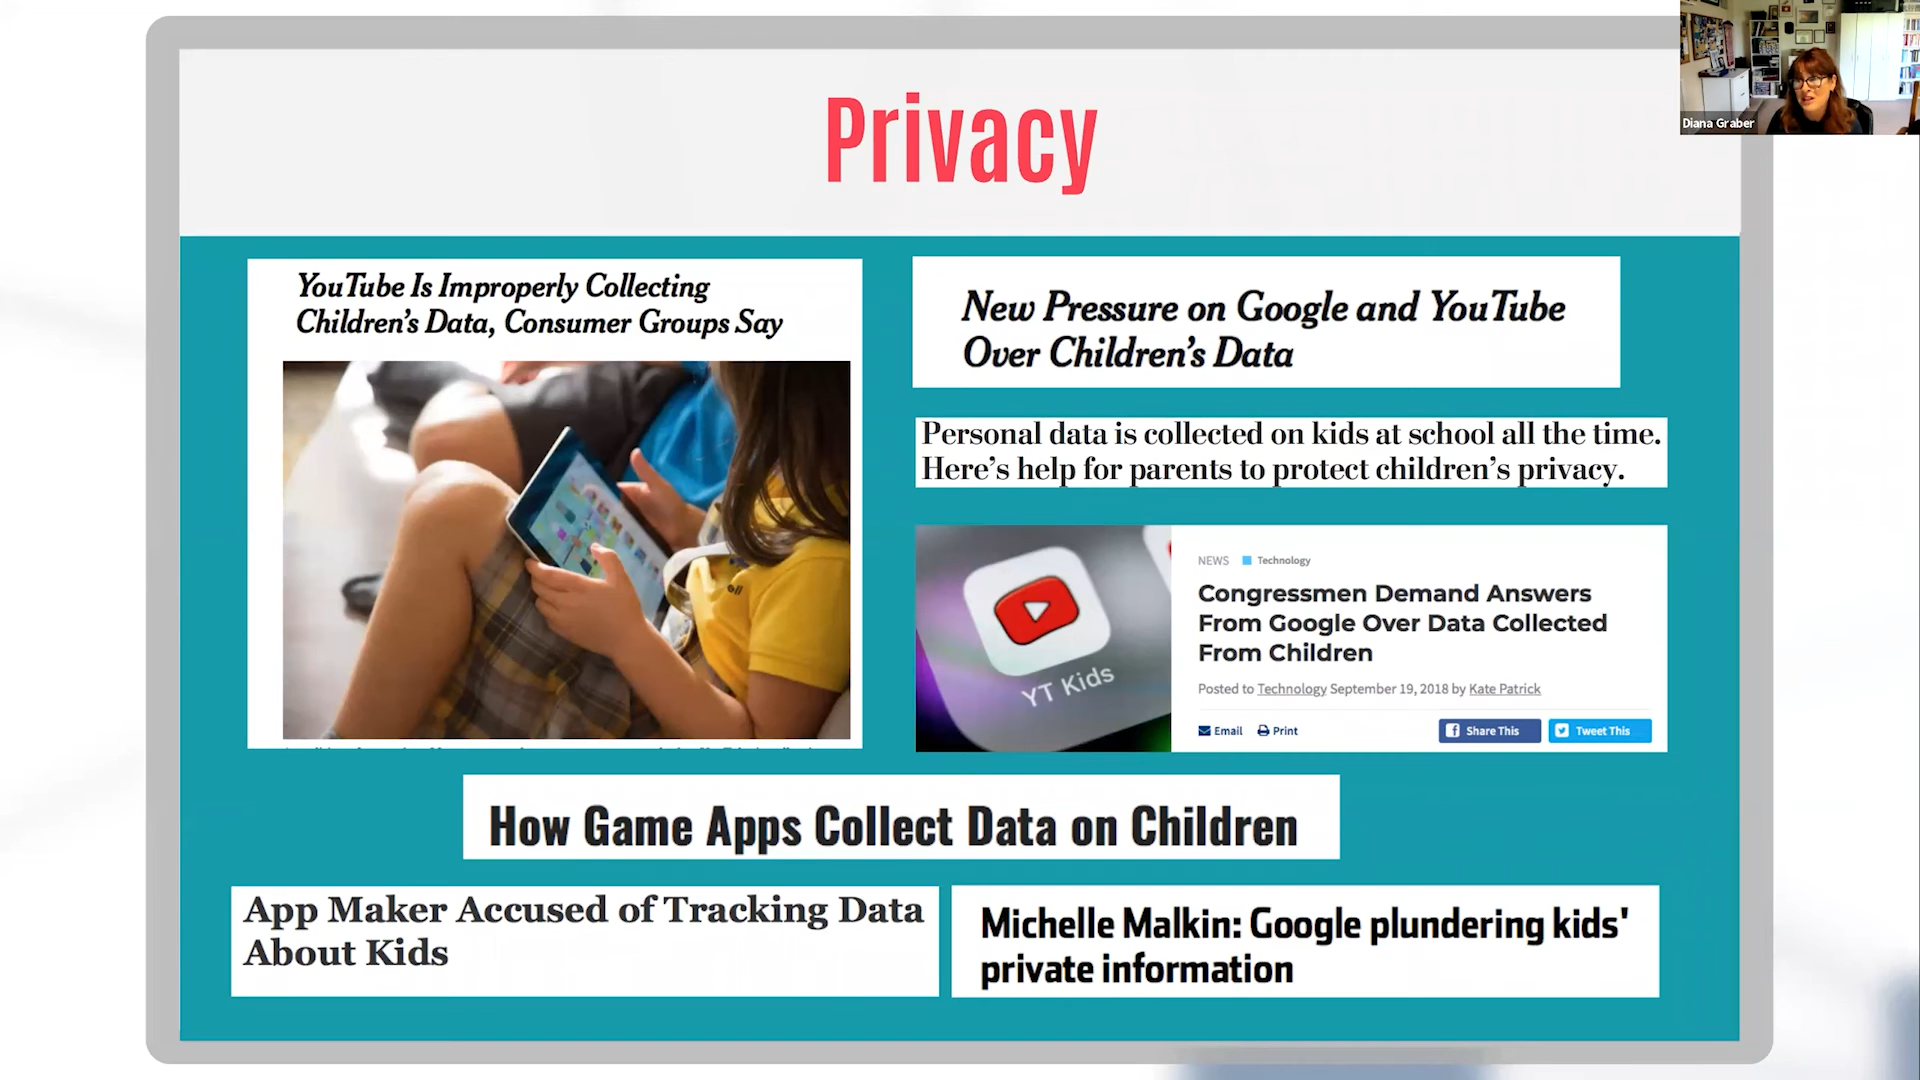 Privacy
Diana Graber
YouTube Is Improperly Collecting
Children's Data, Consumer Groups Say
New Pressure on Google and YouTube
Over Children's Data
Personal data is collected on kids at school all the time.
Here's help for parents to protect children's privacy.
YT Kids
NEWS Technology
Congressmen Demand Answers
From Google Over Data Collected
From Children
Posted to Technology September 19, 2018 by Kate Patrick
Email Print Share This Tweet This
How Game Apps Collect Data on Children
App Maker Accused of Tracking Data
About Kids
Michelle Malkin: Google plundering kids'
private information